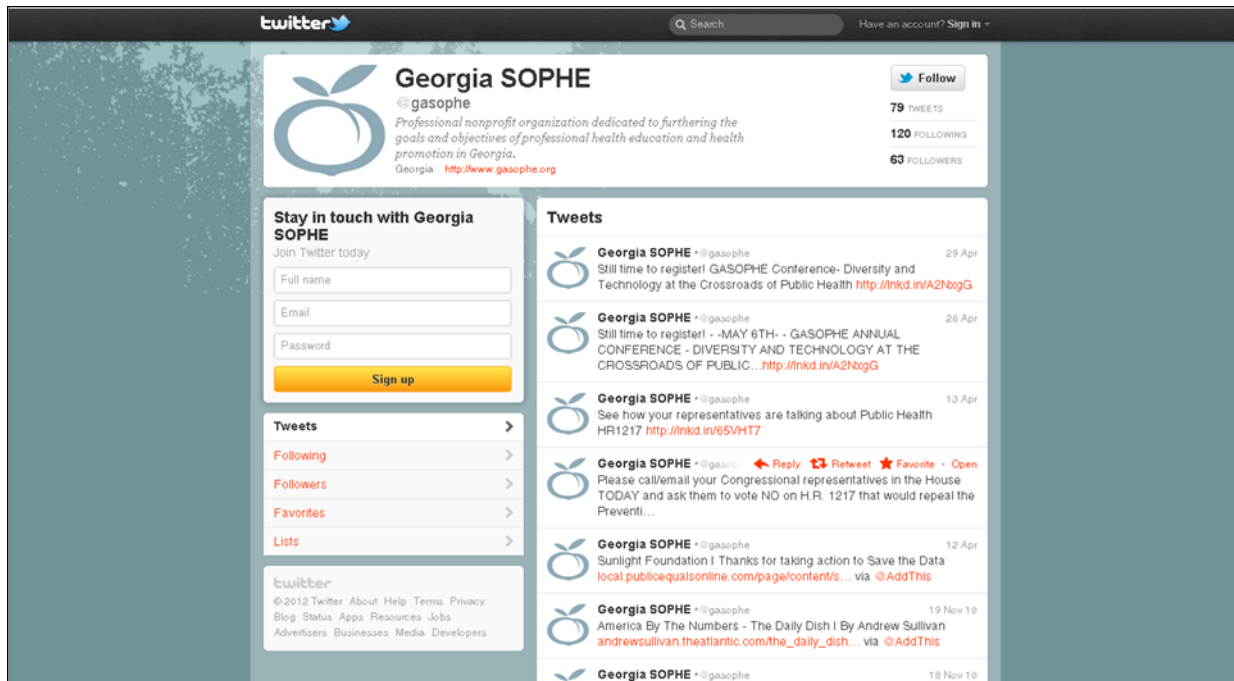 twitter
Search
Have an account? Sign in
Georgia SOPHE
@gasophe
Professional nonprofit organization dedicated to furthering the
goals and objectives of professional health education and health
promotion in Georgia.
Georgia · http://www.gasophe.org
Follow
79 TWEETS
120 FOLLOWING
63 FOLLOWERS
Stay in touch with Georgia
SOPHE
Join Twitter today
Full name
Email
Password
Sign up
Tweets
Following
Followers
Favorites
Lists
twitter
© 2012 Twitter About Help Terms Privacy
Blog Status Apps Resources Jobs
Advertisers Businesses Media Developers
Tweets
Georgia SOPHE · @gasophe 29 Apr
Still time to register! GASOPHE Conference- Diversity and
Technology at the Crossroads of Public Health http://lnkd.in/A2NxgG
Georgia SOPHE · @gasophe 26 Apr
Still time to register! - -MAY 6TH- - GASOPHE ANNUAL
CONFERENCE - DIVERSITY AND TECHNOLOGY AT THE
CROSSROADS OF PUBLIC...http://lnkd.in/A2NxgG
Georgia SOPHE · @gasophe 13 Apr
See how your representatives are talking about Public Health
HR1217 http://lnkd.in/65VHT7
Georgia SOPHE · @gasop Reply Retweet Favorite · Open
Please call/email your Congressional representatives in the House
TODAY and ask them to vote NO on H.R. 1217 that would repeal the
Preventi...
Georgia SOPHE · @gasophe 12 Apr
Sunlight Foundation | Thanks for taking action to Save the Data
local.publicequalsonline.com/page/content/s... via @AddThis
Georgia SOPHE · @gasophe 19 Nov 10
America By The Numbers - The Daily Dish | By Andrew Sullivan
andrewsullivan.theatlantic.com/the_daily_dish... via @AddThis
Georgia SOPHE · @gasophe 18 Nov 10